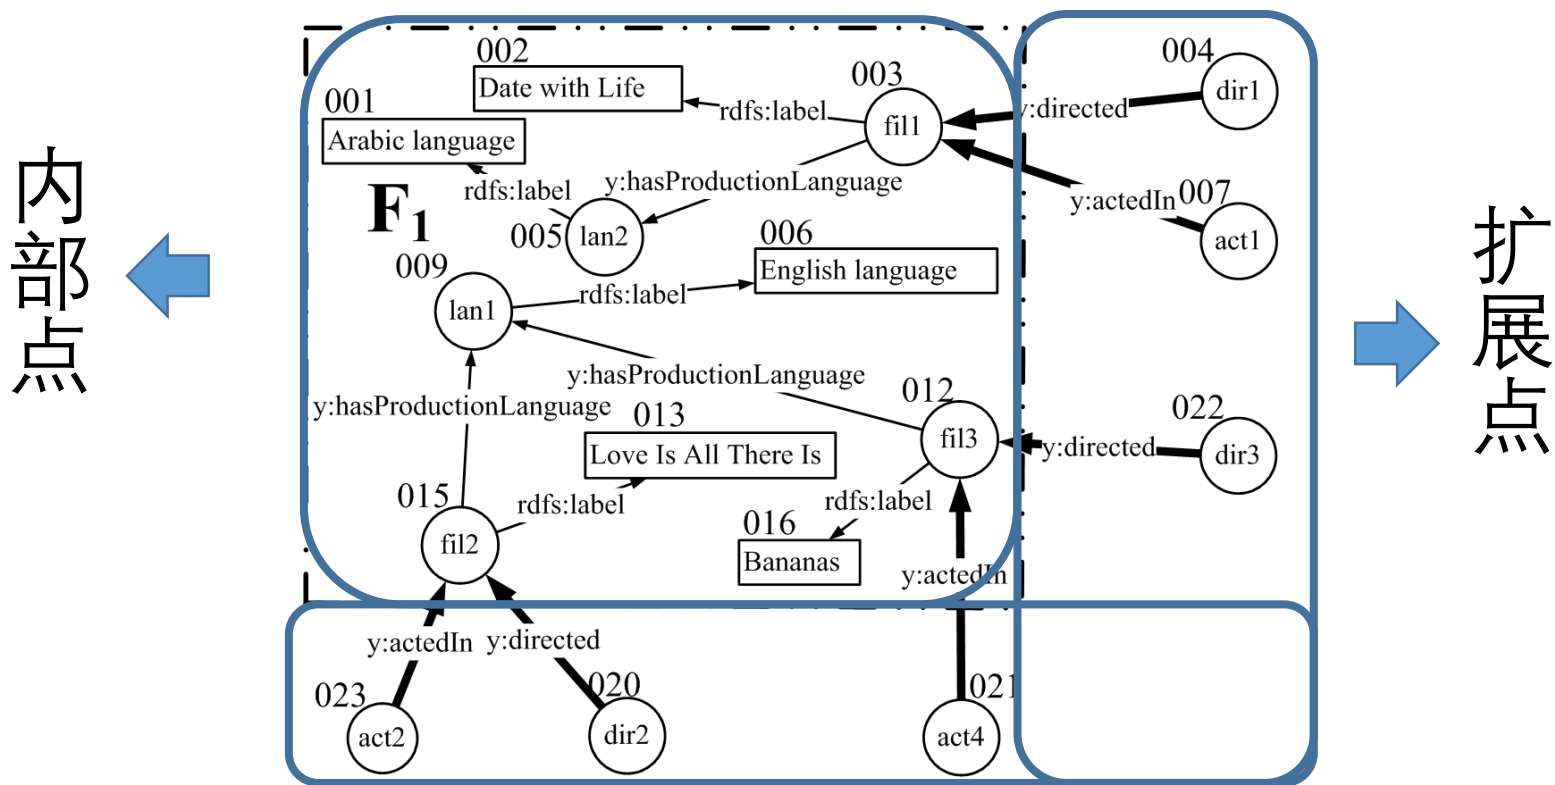 002
Date with Life
003
004
dir1
001
Arabic language
rdfs:label
fil1
y:directed
内部点
F1
rdfs:label
y:hasProductionLanguage
y:actedIn
007
act1
005
lan2
006
English language
009
lan1
rdfs:label
扩展点
y:hasProductionLanguage
y:hasProductionLanguage
012
fil3
013
Love Is All There Is
y:directed
022
dir3
015
fil2
rdfs:label
rdfs:label
016
Bananas
y:actedIn
y:actedIn
y:directed
023
act2
020
dir2
021
act4